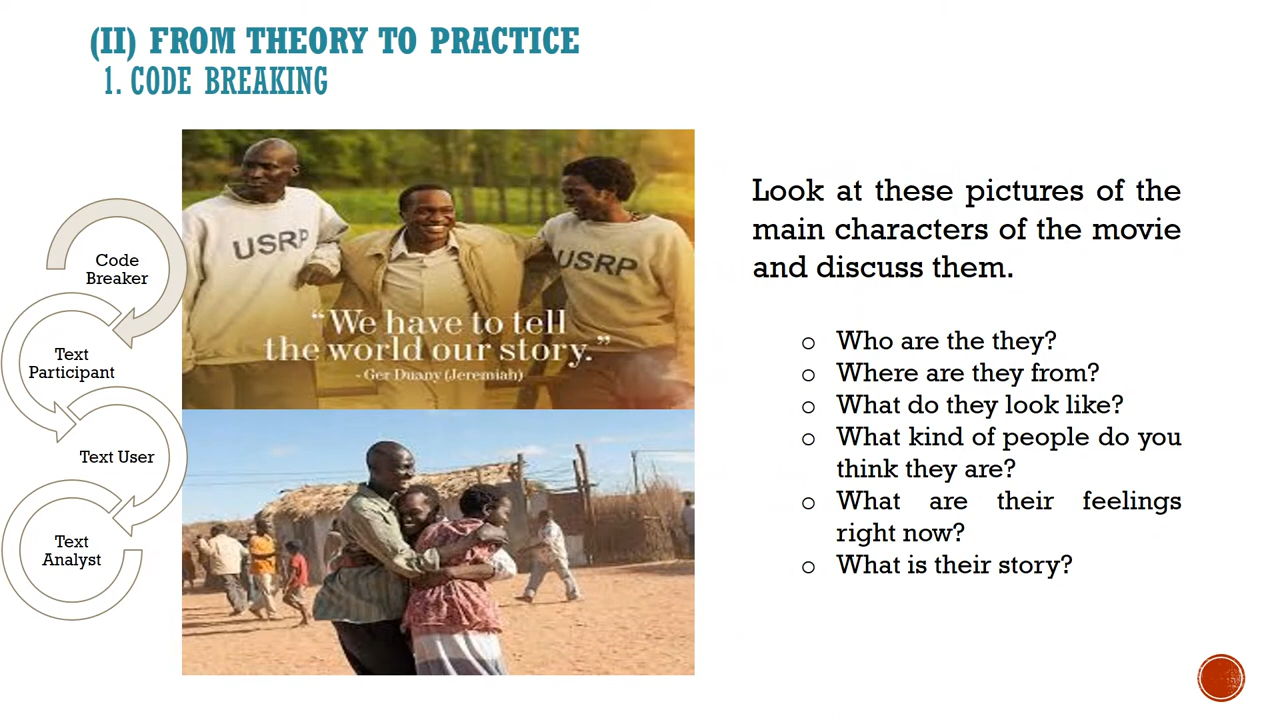 (II) FROM THEORY TO PRACTICE
1. CODE BREAKING
Code
Breaker
Text
Participant
Text User
Text
Analyst
USRP
USRP
“We have to tell
the world our story.”
- Ger Duany (Jeremiah)
Look at these pictures of the
main characters of the movie
and discuss them.
o Who are the they?
o Where are they from?
o What do they look like?
o What kind of people do you
think they are?
o What are their feelings
right now?
o What is their story?